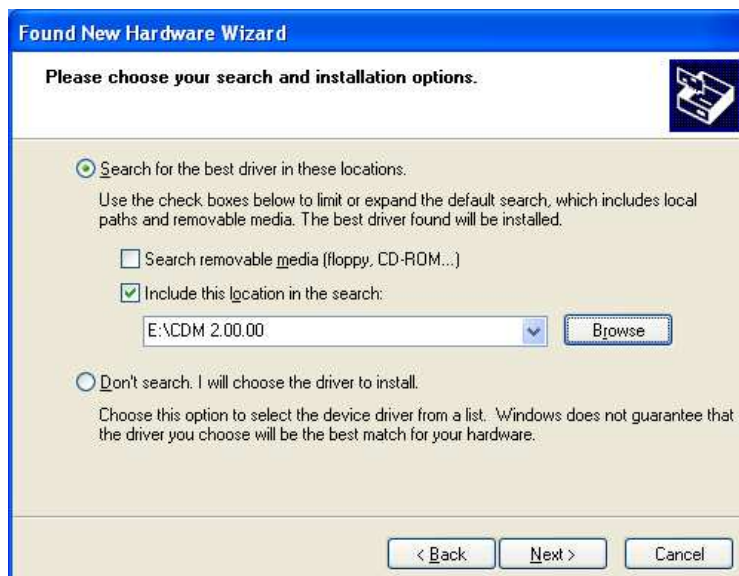 Found New Hardware Wizard
Please choose your search and installation options.
Search for the best driver in these locations.
Use the check boxes below to limit or expand the default search, which includes local
paths and removable media. The best driver found will be installed.
Search removable media (floppy, CD-ROM...)
Include this location in the search:
E:\CDM 2.00.00
Browse
Don't search. I will choose the driver to install.
Choose this option to select the device driver from a list. Windows does not guarantee that
the driver you choose will be the best match for your hardware.
< Back Next > Cancel